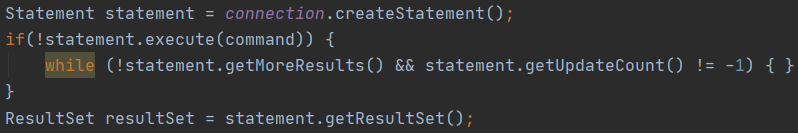 Statement statement = connection.createStatement();
if(!statement.execute(command)) {
    while (!statement.getMoreResults() && statement.getUpdateCount() != -1) { }
}
ResultSet resultSet = statement.getResultSet();